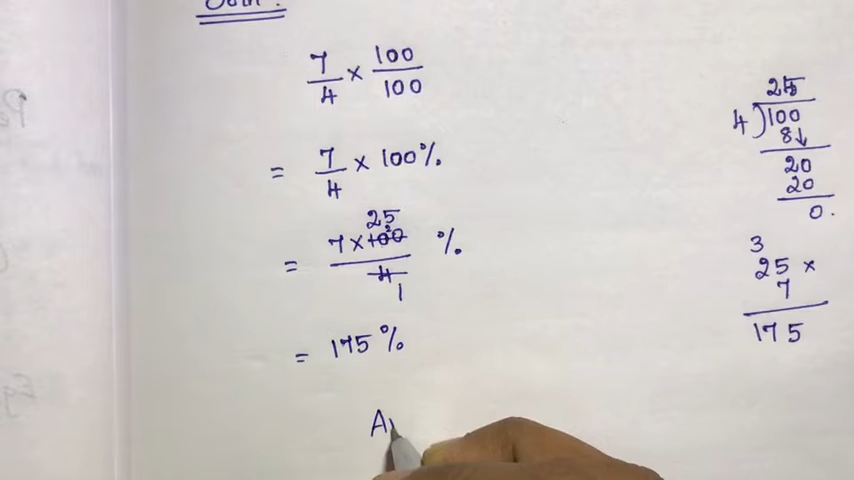 7/4 × 100/100
= 7/4 × 100%
25
= 7 × 100 / 4 %
1
= 175%
A
25
4 ) 100
8↓
20
20
0.
3
25 ×
7
175